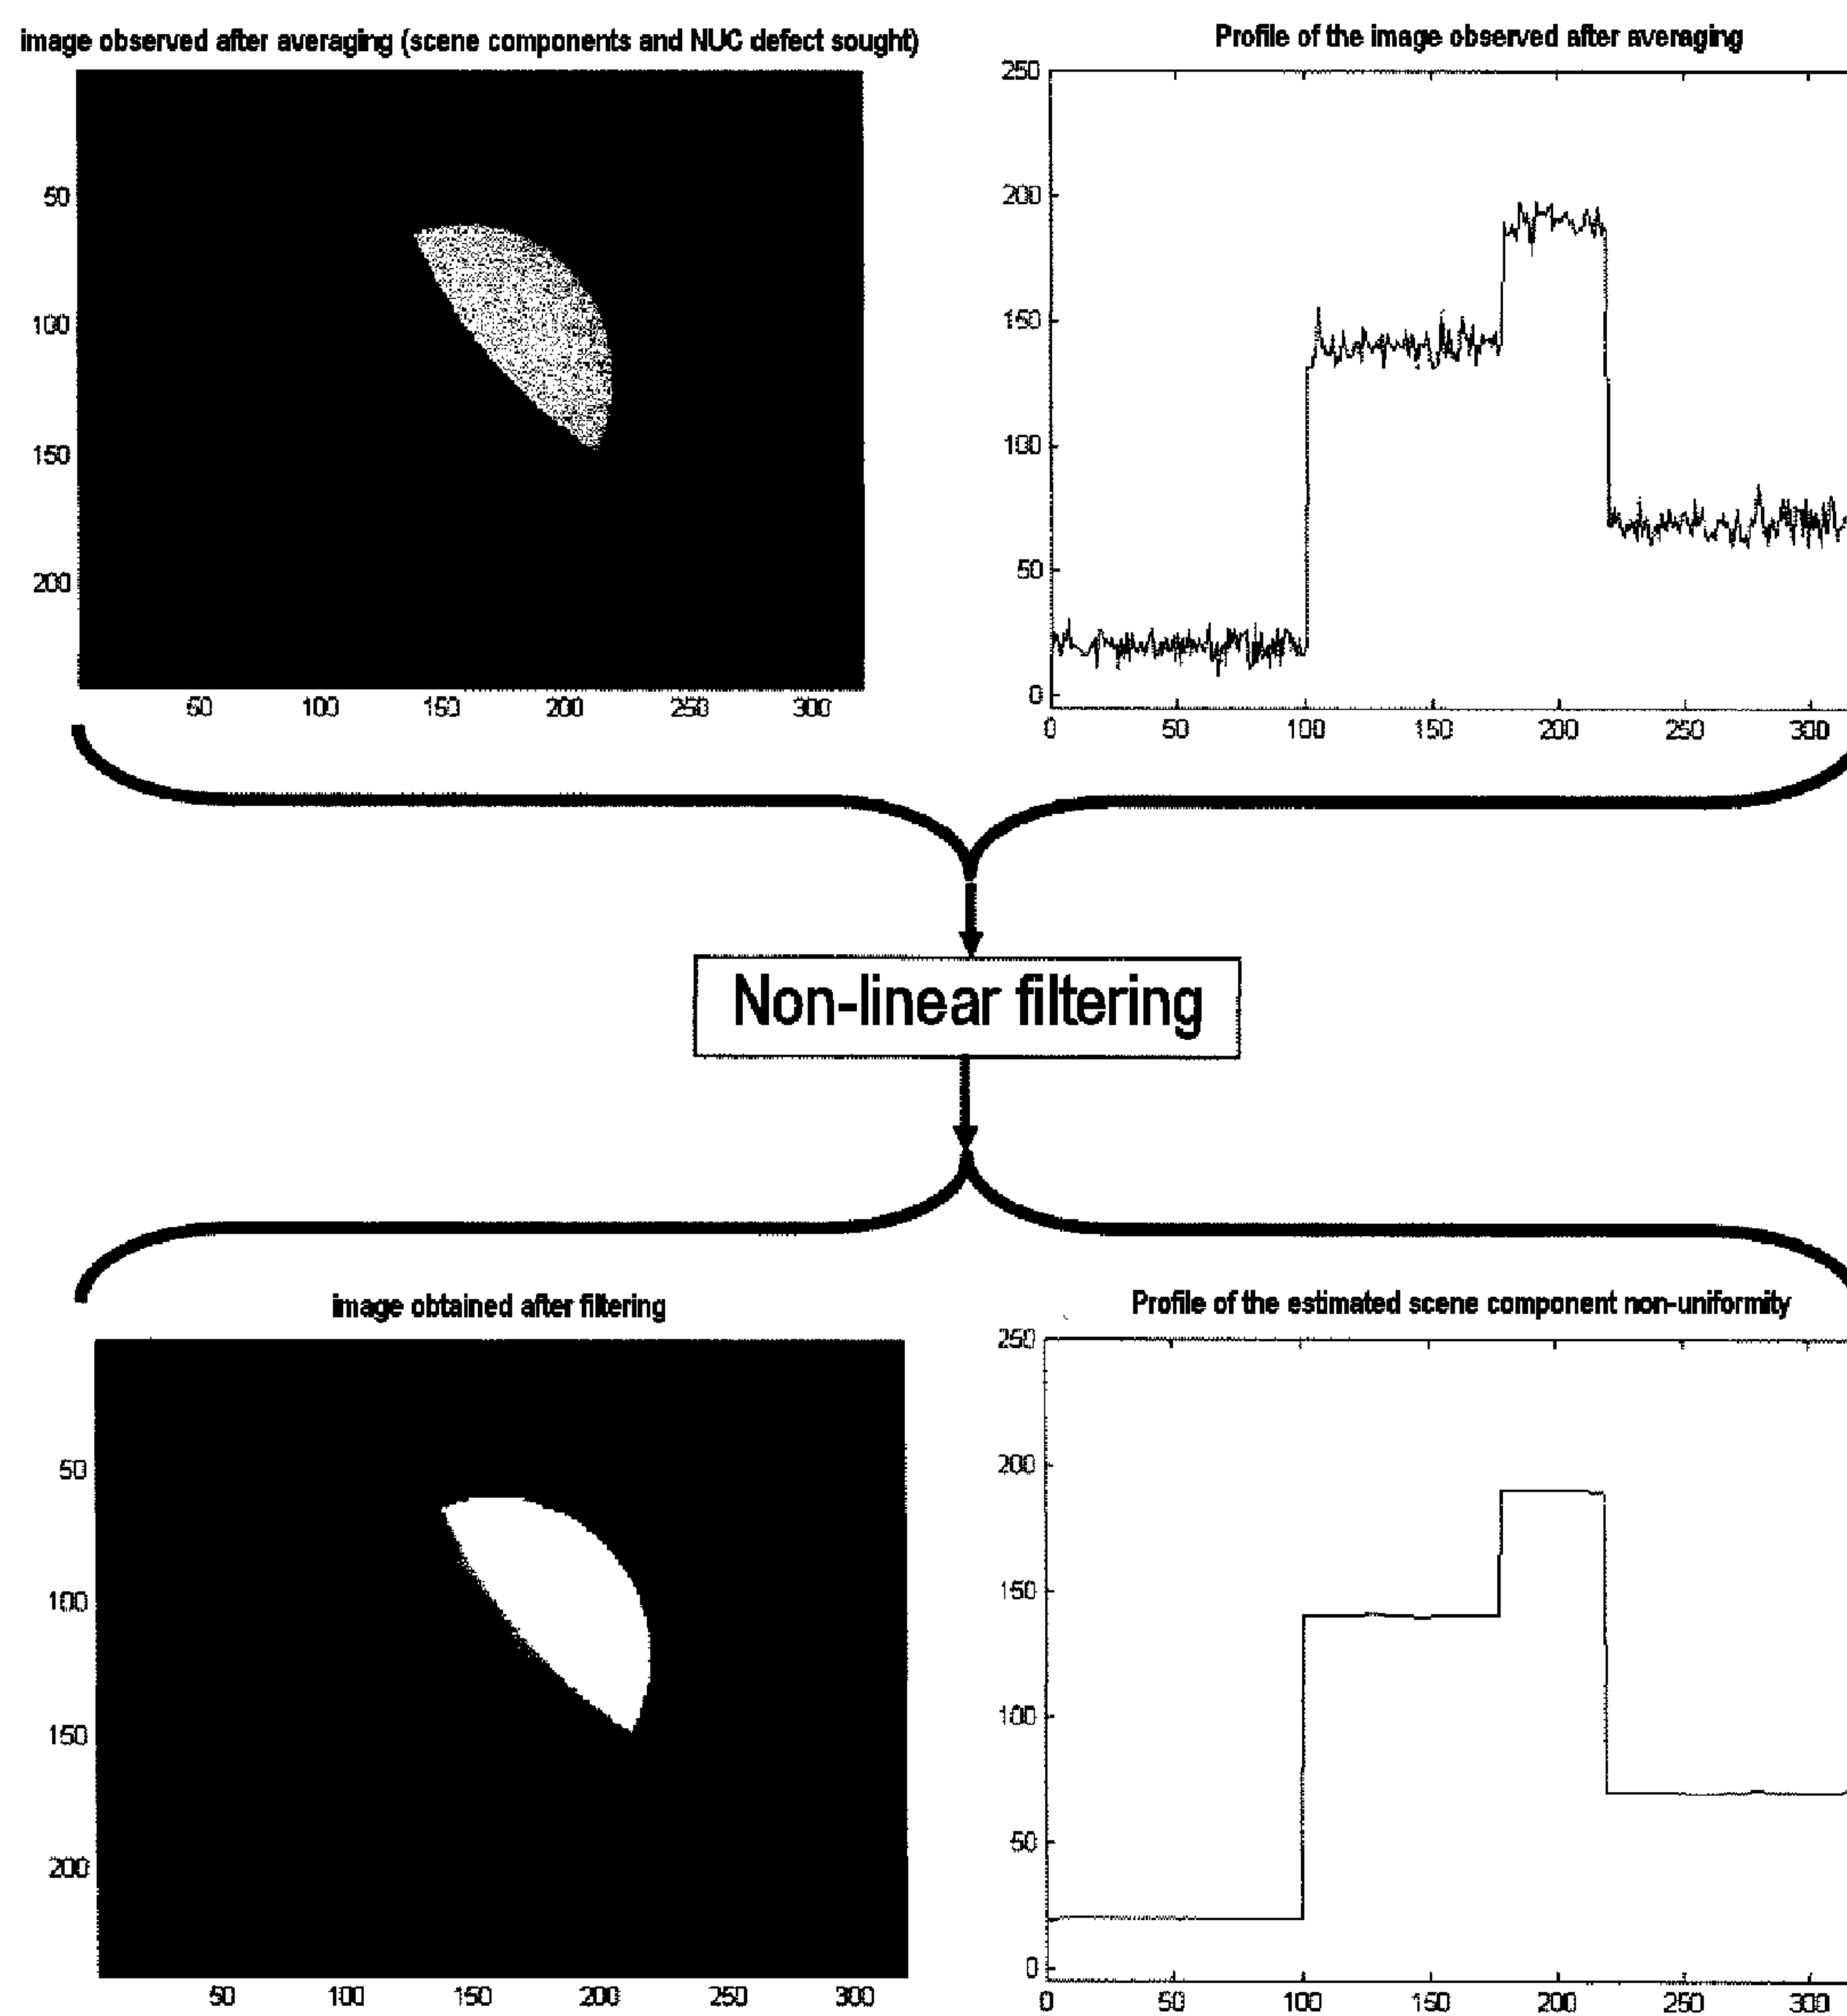 image observed after averaging (scene components and NUC defect sought)
50
100
150
200
50 100 150 200 250 300
Profile of the image observed after averaging
250
200
150
100
50
0
0 50 100 150 200 250 300
Non-linear filtering
image obtained after filtering
50
100
150
200
50 100 150 200 250 300
Profile of the estimated scene component non-uniformity
250
200
150
100
50
0
0 50 100 150 200 250 300